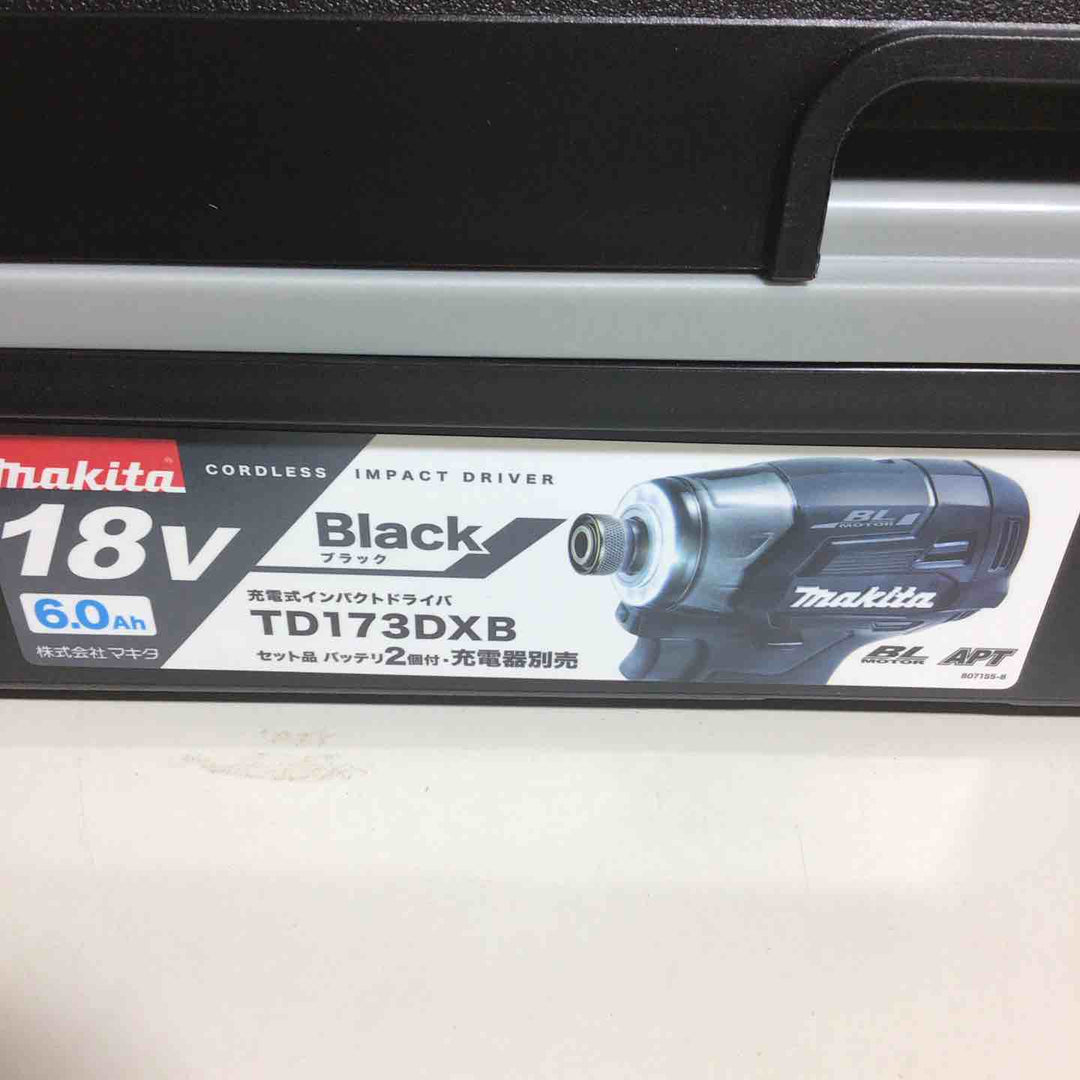 makita
CORDLESS IMPACT DRIVER
18V
6.0Ah
株式会社マキタ
Black
ブラック
充電式インパクトドライバ
TD173DXB
セット品 バッテリ2個付・充電器別売
BL
MOTOR
makita
BL
MOTOR
APT
807155-8